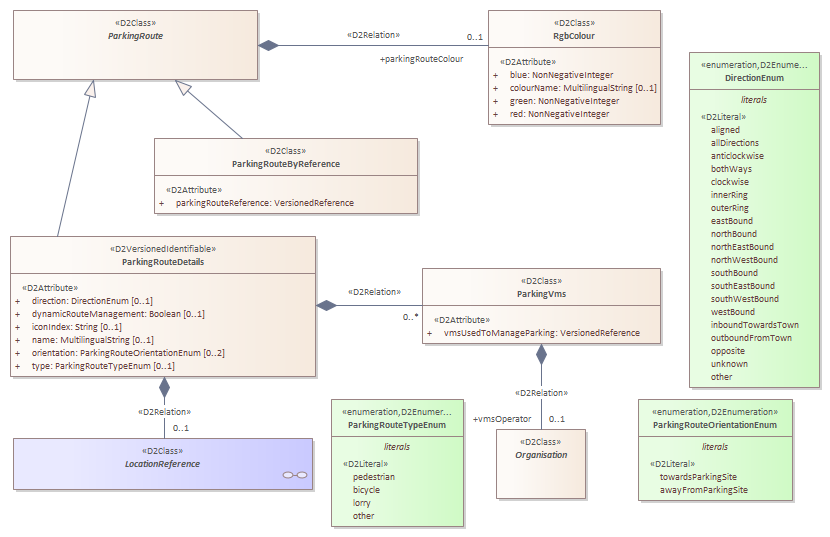 «D2Class»
ParkingRoute
«D2Relation»
0..1
+parkingRouteColour
«D2Class»
RgbColour
«D2Attribute»
+ blue: NonNegativeInteger
+ colourName: MultilingualString [0..1]
+ green: NonNegativeInteger
+ red: NonNegativeInteger
«enumeration,D2Enume...
DirectionEnum
literals
«D2Literal»
aligned
allDirections
anticlockwise
bothWays
clockwise
innerRing
outerRing
eastBound
northBound
northEastBound
northWestBound
southBound
southEastBound
southWestBound
westBound
inboundTowardsTown
outboundFromTown
opposite
unknown
other
«D2Class»
ParkingRouteByReference
«D2Attribute»
+ parkingRouteReference: VersionedReference
«D2VersionedIdentifiable»
ParkingRouteDetails
«D2Attribute»
+ direction: DirectionEnum [0..1]
+ dynamicRouteManagement: Boolean [0..1]
+ iconIndex: String [0..1]
+ name: MultilingualString [0..1]
+ orientation: ParkingRouteOrientationEnum [0..2]
+ type: ParkingRouteTypeEnum [0..1]
«D2Relation»
0..*
«D2Class»
ParkingVms
«D2Attribute»
+ vmsUsedToManageParking: VersionedReference
«D2Relation»
0..1
«D2Class»
LocationReference
«enumeration,D2Enumer...
ParkingRouteTypeEnum
literals
«D2Literal»
pedestrian
bicycle
lorry
other
«D2Relation»
+vmsOperator 0..1
«D2Class»
Organisation
«enumeration,D2Enumeration»
ParkingRouteOrientationEnum
literals
«D2Literal»
towardsParkingSite
awayFromParkingSite